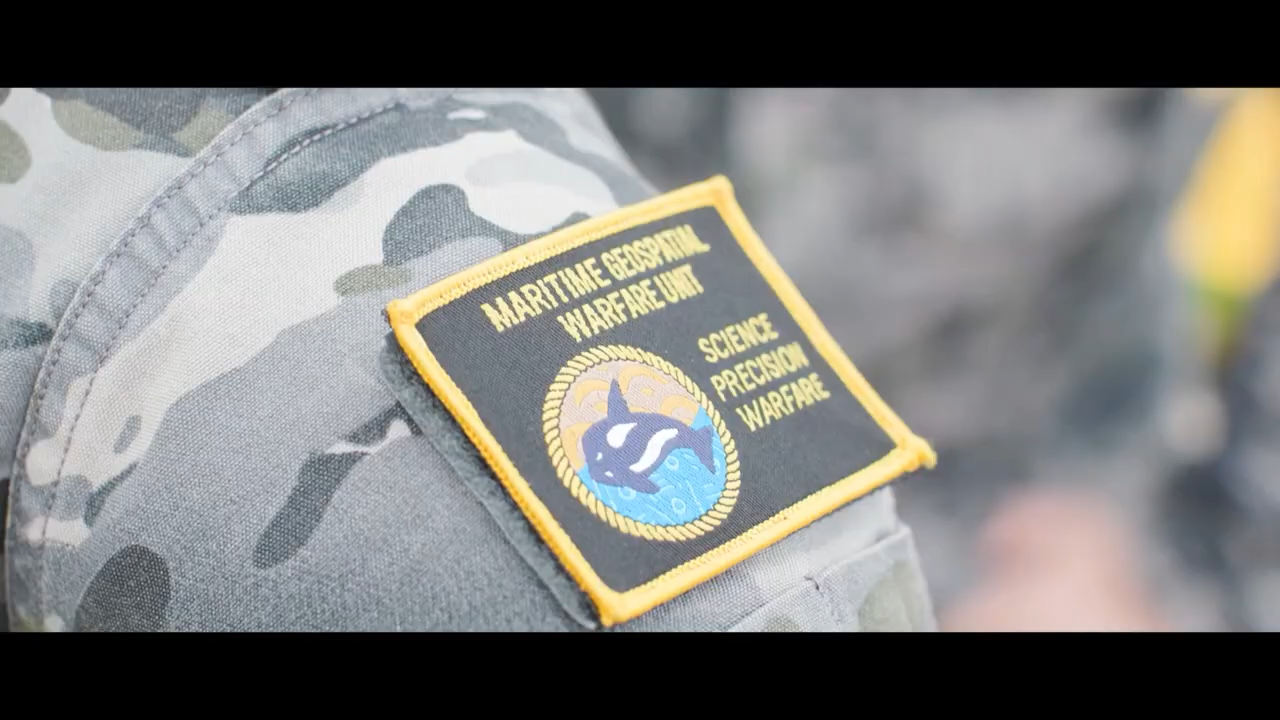 MARITIME GEOSPATIAL
WARFARE UNIT
SCIENCE
PRECISION
WARFARE